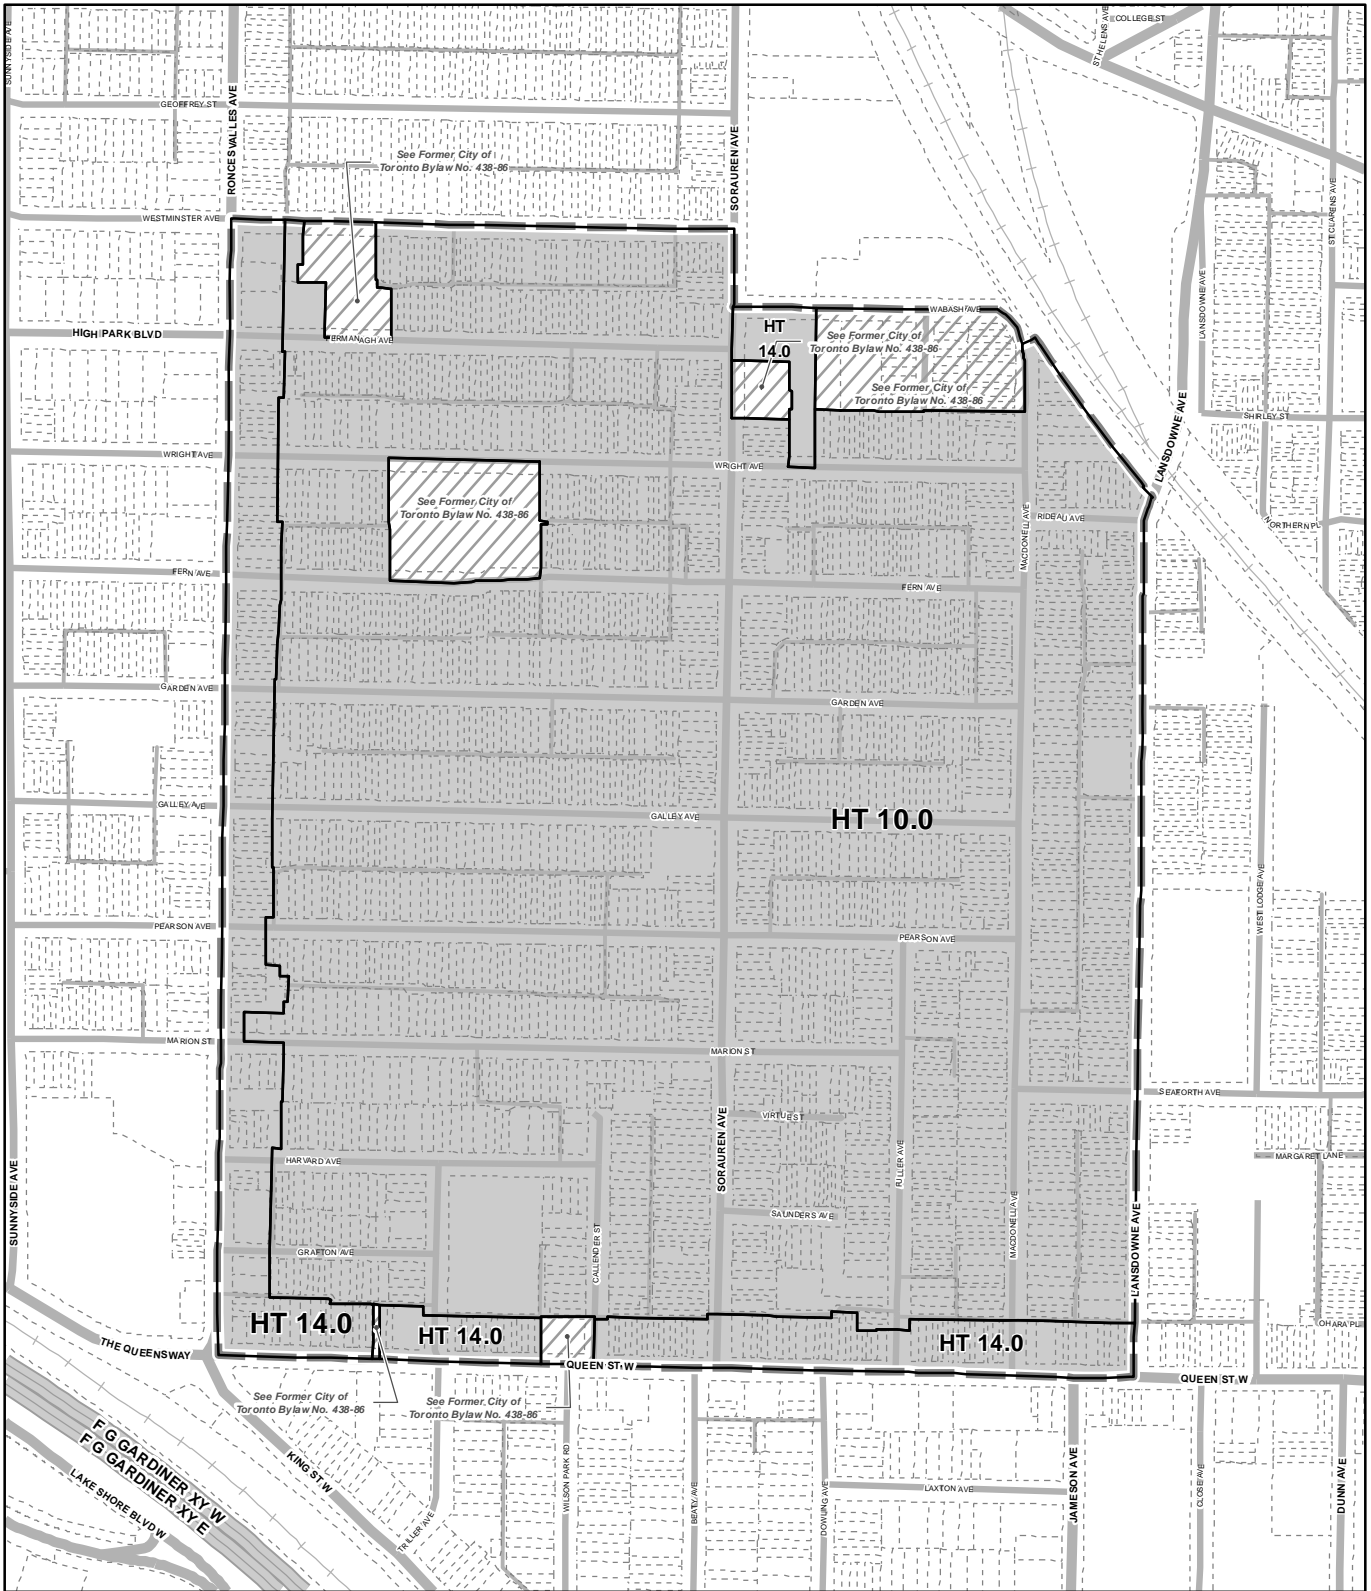 COLLEGE ST
ST HELENS AVE
SUNNYSIDE AVE
GEOFFREY ST
RONCESVALLES AVE
SORAUREN AVE
See Former City of
Toronto Bylaw No. 438-86
ST CLARENS AVE
WESTMINSTER AVE
LANSDOWNE AVE
WABASH AVE
HIGH PARK BLVD
FERMANAGH AVE
HT
14.0
See Former City of
Toronto Bylaw No. 438-86
See Former City of
Toronto Bylaw No. 438-86
SHIRLEY ST
LANSDOWNE AVE
WRIGHT AVE
WRIGHT AVE
See Former City of
Toronto Bylaw No. 438-86
MACDONELL AVE
RIDEAU AVE
NORTHERN PL
FERN AVE
FERN AVE
GARDEN AVE
GARDEN AVE
GALLEY AVE
GALLEY AVE
HT 10.0
WEST LODGE AVE
PEARSON AVE
PEARSON AVE
MARION ST
MARION ST
SEAFORTH AVE
VIRTUE ST
SORAUREN AVE
FULLER AVE
HARVARD AVE
MARGARET LANE
SUNNYSIDE AVE
SAUNDERS AVE
MACDONELL AVE
LANSDOWNE AVE
GRAFTON AVE
CALLENDER ST
HT 14.0
HT 14.0
HT 14.0
OHARA PL
THE QUEENSWAY
QUEEN ST W
QUEEN ST W
See Former City of
Toronto Bylaw No. 438-86
See Former City of
Toronto Bylaw No. 438-86
F G GARDINER XY W
F G GARDINER XY E
LAKE SHORE BLVD W
KING ST W
TRILLER AVE
WILSON PARK RD
BEATY AVE
DOWLING AVE
LAXTON AVE
JAMESON AVE
CLOSE AVE
DUNN AVE